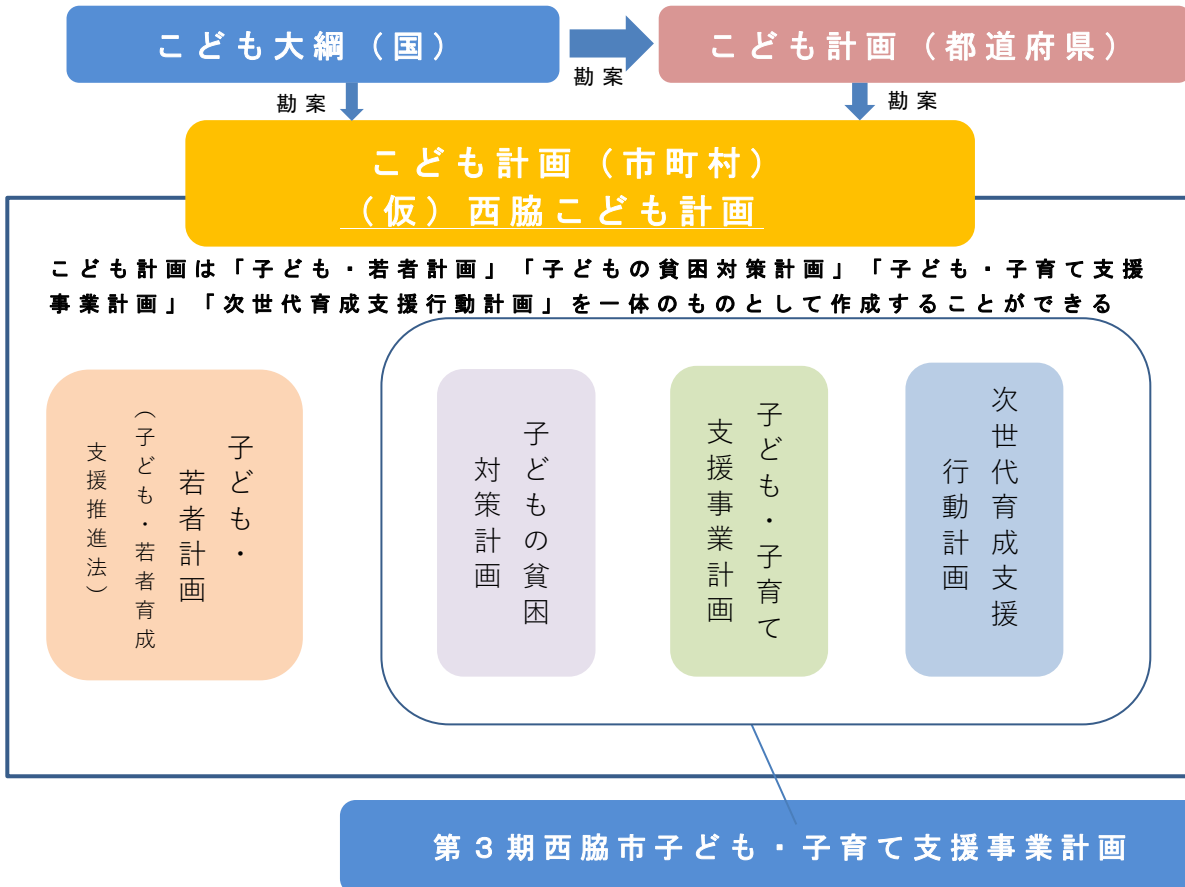 こども大綱（国）
勘案
こども計画（都道府県）
勘案
勘案
こども計画（市町村）
（仮）西脇こども計画
こども計画は「子ども・若者計画」「子どもの貧困対策計画」「子ども・子育て支援
事業計画」「次世代育成支援行動計画」を一体のものとして作成することができる
子ども・
若者計画
（子ども・若者育成
支援推進法）
子どもの貧困
対策計画
子ども・子育て
支援事業計画
次世代育成支援
行動計画
第３期西脇市子ども・子育て支援事業計画